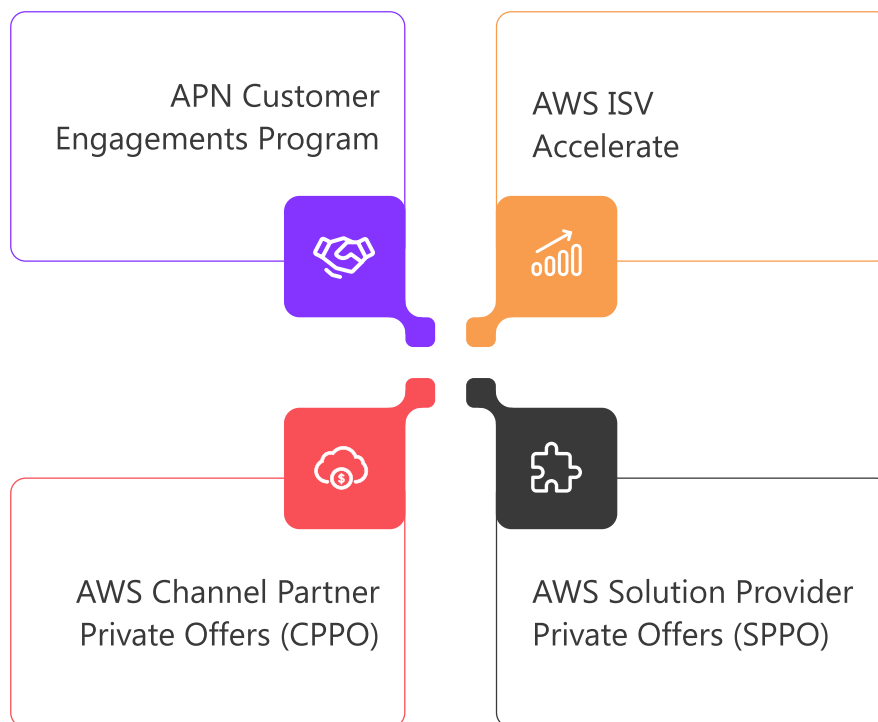 APN Customer
Engagements Program
AWS ISV
Accelerate
$
AWS Channel Partner
Private Offers (CPPO)
AWS Solution Provider
Private Offers (SPPO)